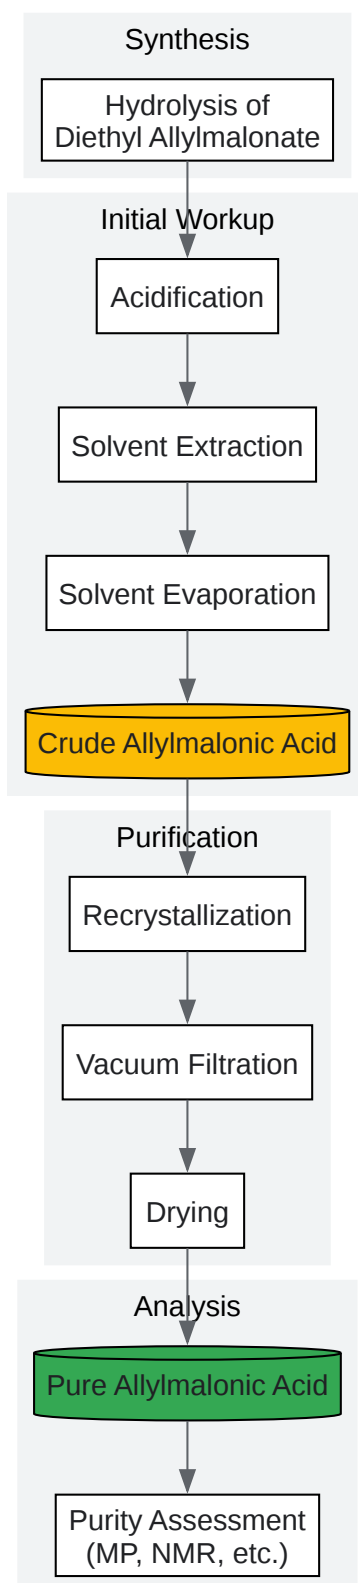 Synthesis
Hydrolysis of
Diethyl Allylmalonate
Initial Workup
Acidification
Solvent Extraction
Solvent Evaporation
Crude Allylmalonic Acid
Purification
Recrystallization
Vacuum Filtration
Drying
Analysis
Pure Allylmalonic Acid
Purity Assessment
(MP, NMR, etc.)